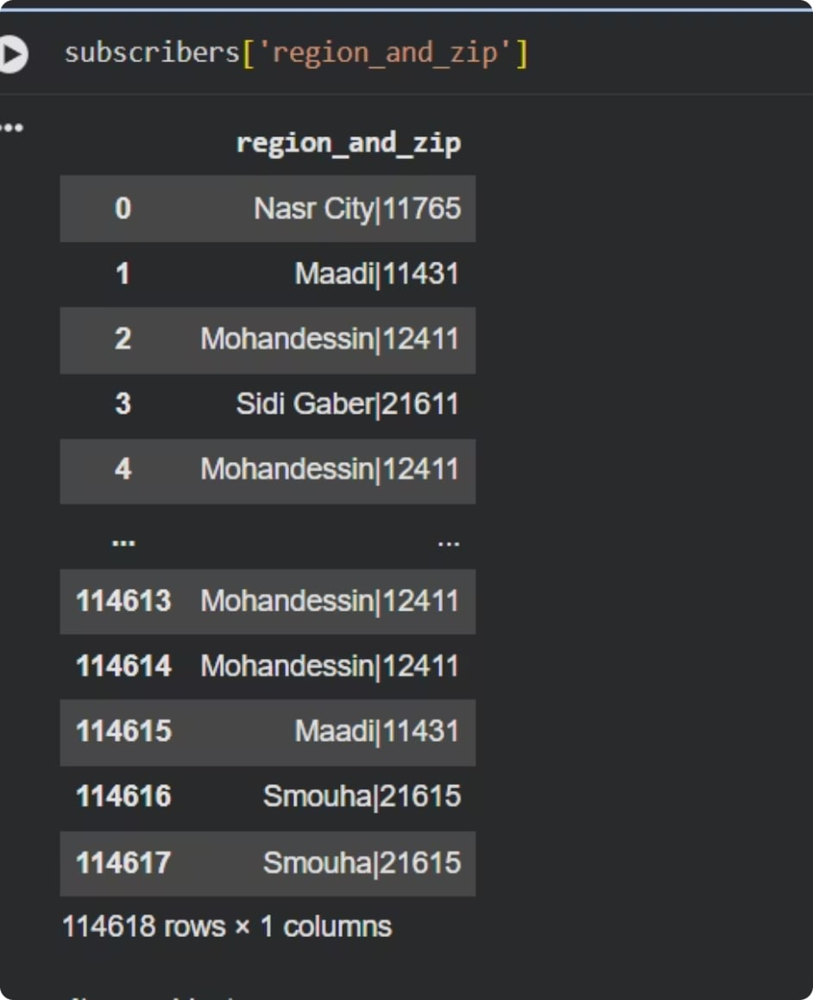 subscribers['region_and_zip']
...
region_and_zip
0 Nasr City|11765
1 Maadi|11431
2 Mohandessin|12411
3 Sidi Gaber|21611
4 Mohandessin|12411
... ...
114613 Mohandessin|12411
114614 Mohandessin|12411
114615 Maadi|11431
114616 Smouha|21615
114617 Smouha|21615
114618 rows × 1 columns